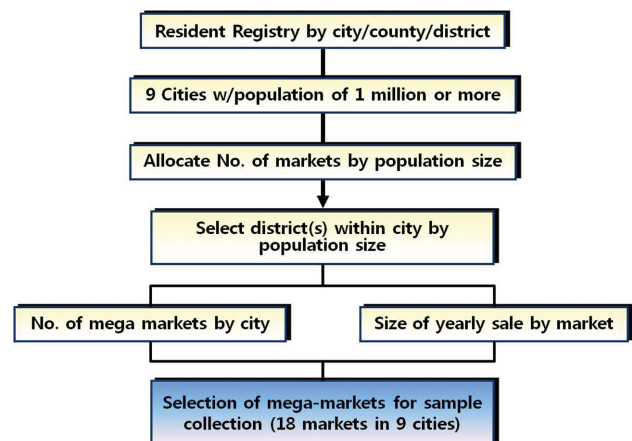 Resident Registry by city/county/district
9 Cities w/population of 1 million or more
Allocate No. of markets by population size
Select district(s) within city by
population size
No. of mega markets by city
Size of yearly sale by market
Selection of mega-markets for sample
collection (18 markets in 9 cities)